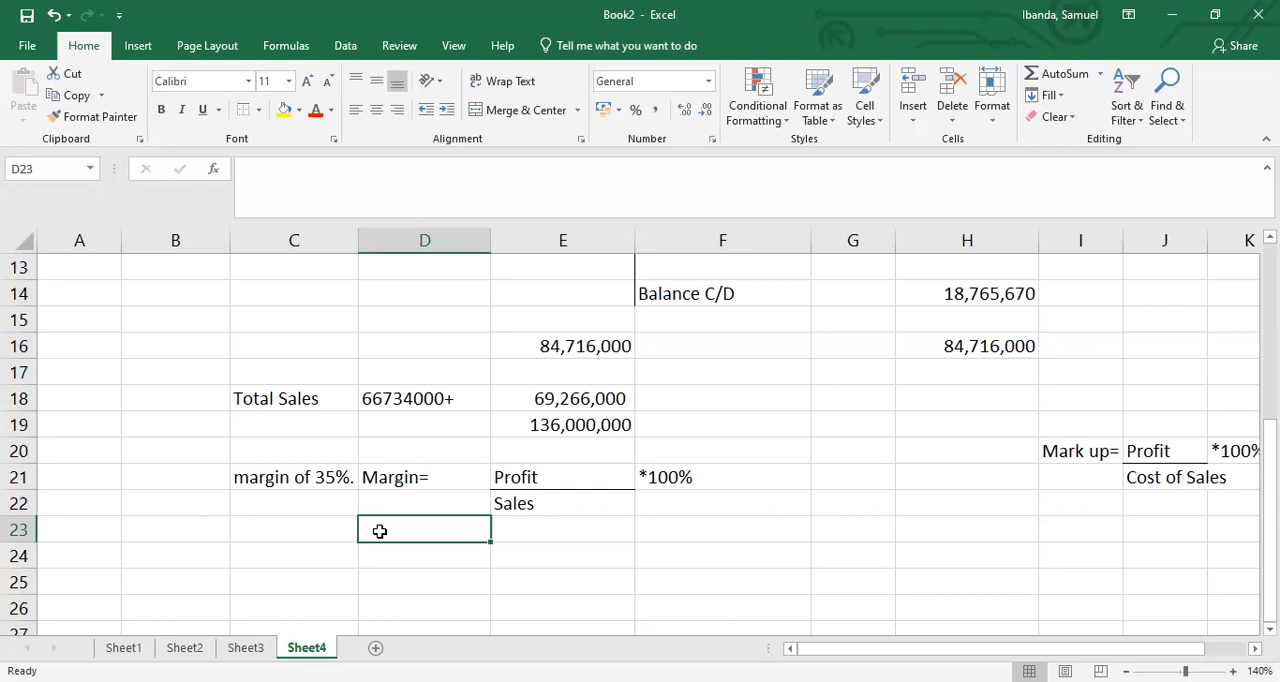 Book2 - Excel
Ibanda, Samuel
File Home Insert Page Layout Formulas Data Review View Help Tell me what you want to do Share
Paste Cut Copy Format Painter Clipboard
Calibri 11 A A B I U A Font
Wrap Text Merge & Center Alignment
General % , Number
Conditional Formatting Format as Table Cell Styles Styles
Insert Delete Format Cells
AutoSum Fill Clear Sort & Filter Find & Select Editing
D23 fx
A B C D E F G H I J K
13
14 Balance C/D 18,765,670
15
16 84,716,000 84,716,000
17
18 Total Sales 66734000+ 69,266,000
19 136,000,000
20 Mark up= Profit *100%
21 margin of 35%. Margin= Profit *100% Cost of Sales
22 Sales
23
24
25
26
27
Sheet1 Sheet2 Sheet3 Sheet4
Ready 140%